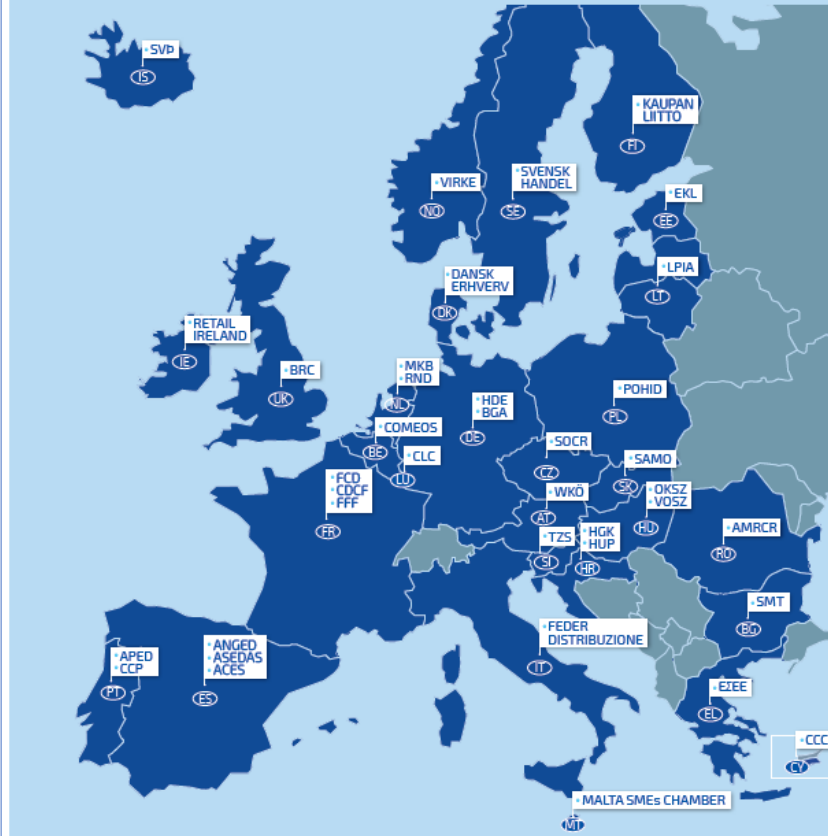 SVÞ
IS
KAUPAN
LIITTO
FI
VIRKE
NO
SVENSK
HANDEL
SE
EKL
EE
LPIA
LT
DANSK
ERHVERV
DK
RETAIL
IRELAND
IE
BRC
UK
MKB
RND
NL
HDE
BGA
DE
POHID
PL
COMEOS
BE
CLC
LU
SOCR
CZ
SAMO
SK
FCD
CDCF
FFF
FR
WKÖ
AT
OKSZ
VOSZ
HU
TZS
SI
HGK
HUP
HR
AMRCR
RO
SMT
BG
FEDER
DISTRIBUZIONE
IT
APED
CCP
PT
ANGED
ASEDAS
ACES
ES
ΕΣΕΕ
EL
CCC
CY
MALTA SMEs CHAMBER
MT